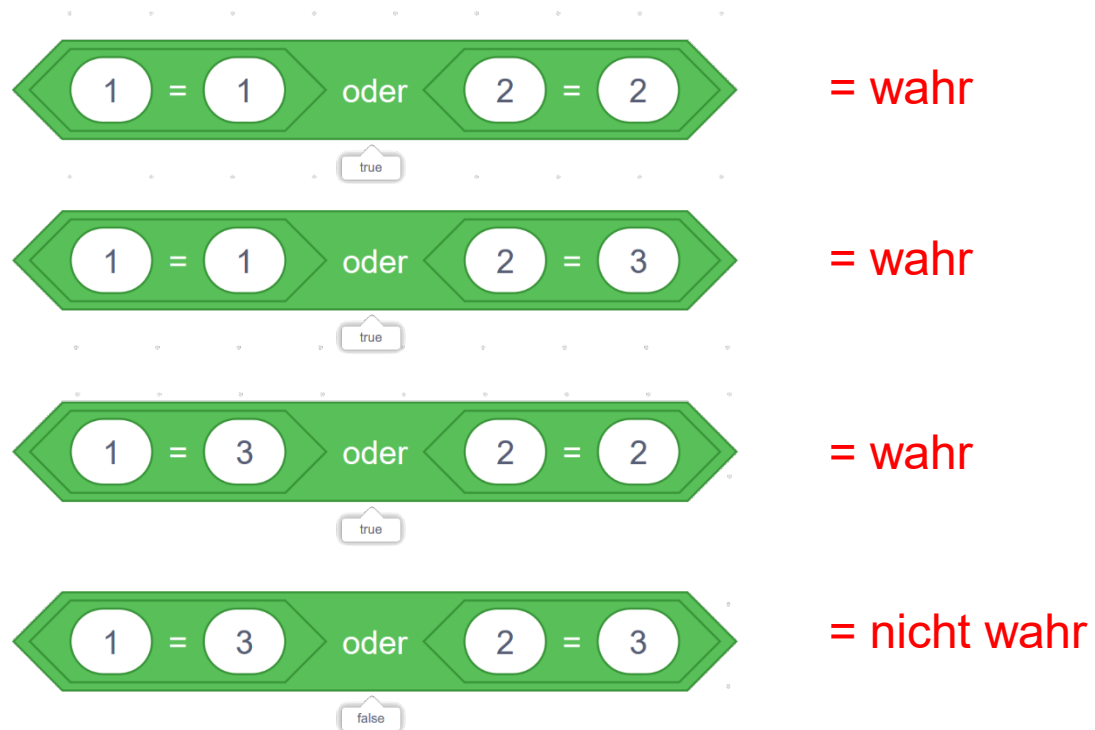 1 = 1 oder 2 = 2 = wahr
true
1 = 1 oder 2 = 3 = wahr
true
1 = 3 oder 2 = 2 = wahr
true
1 = 3 oder 2 = 3 = nicht wahr
false